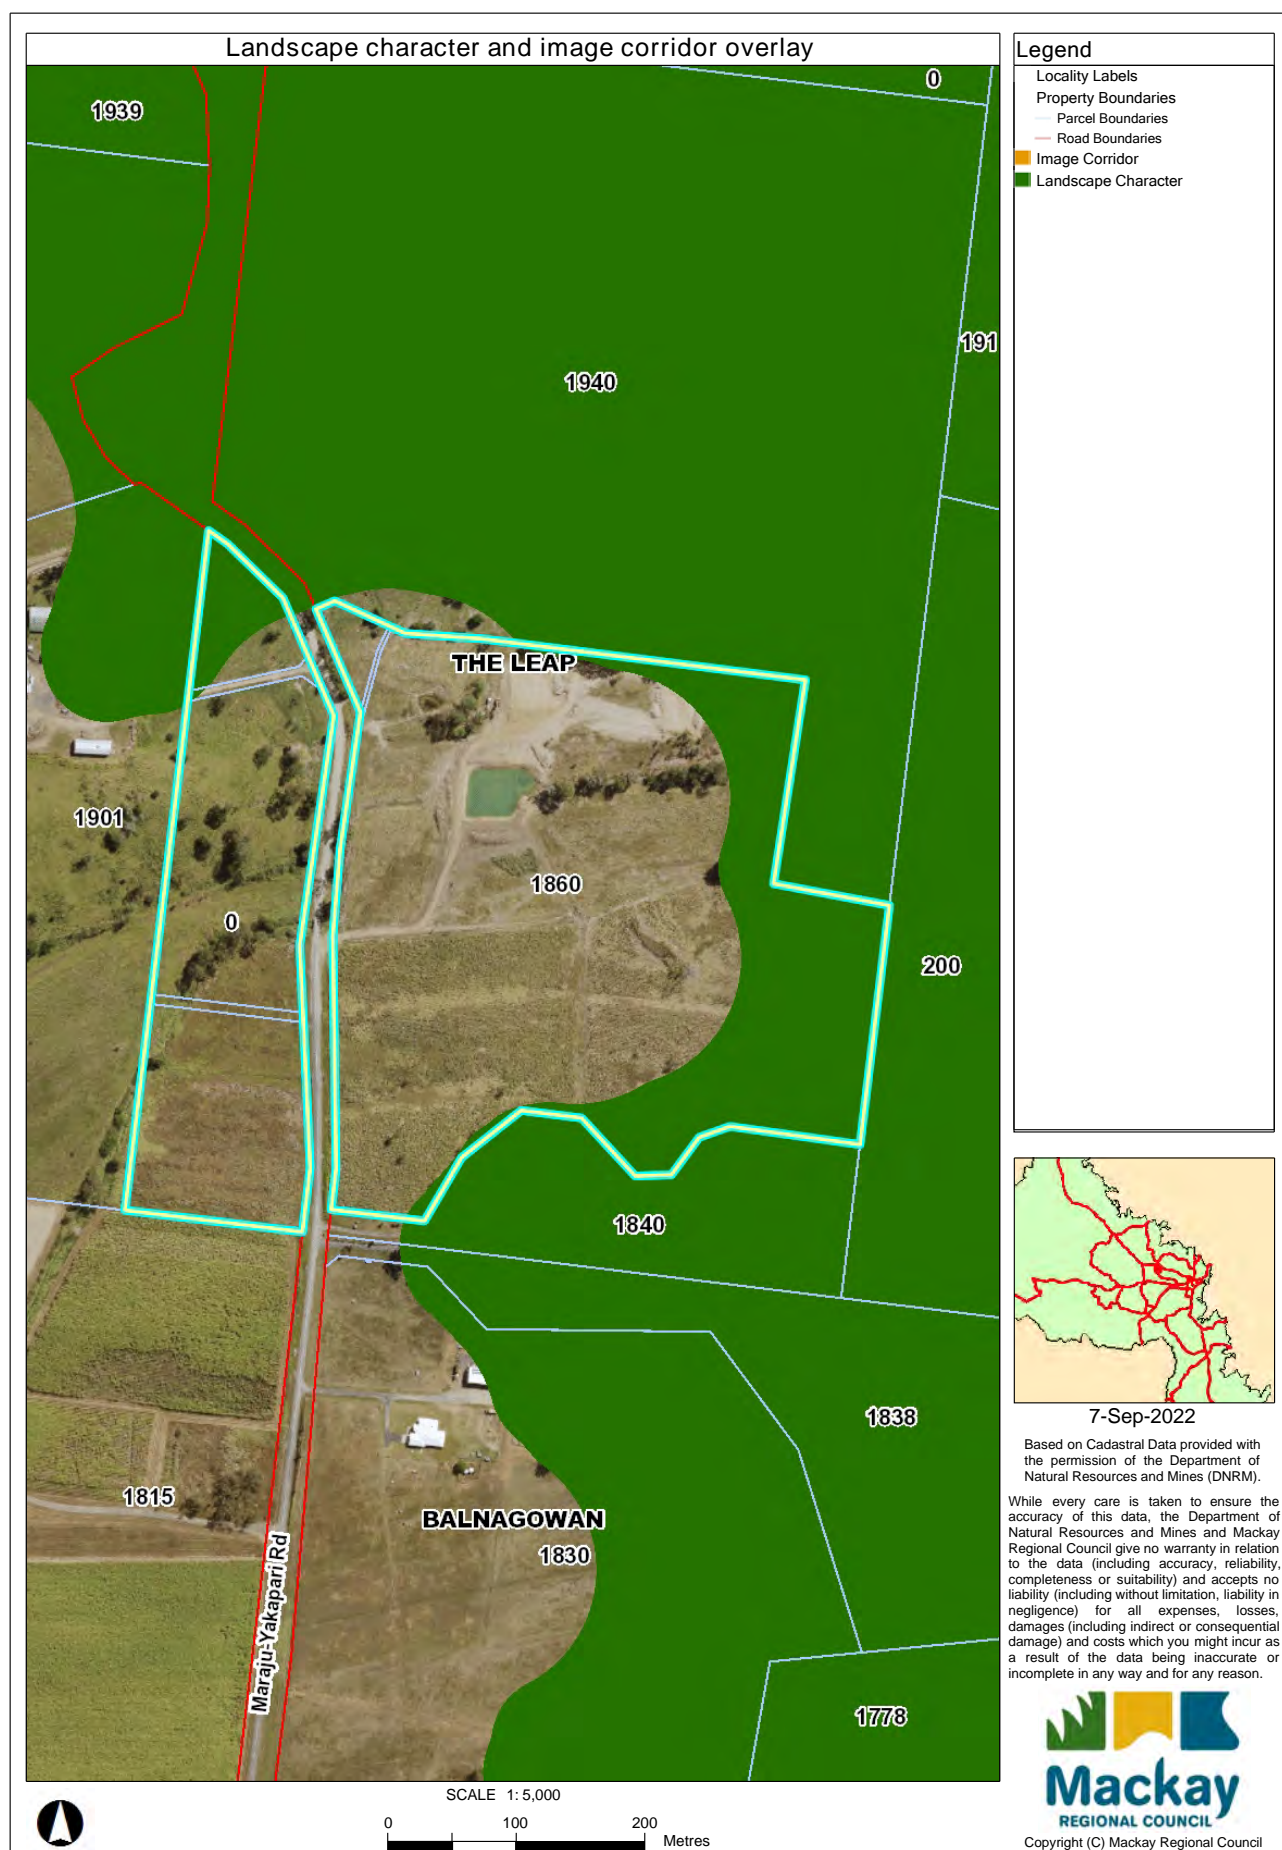 Landscape character and image corridor overlay
Legend
Locality Labels
Property Boundaries
Parcel Boundaries
Road Boundaries
Image Corridor
Landscape Character
0
1939
191
1940
THE LEAP
1901
1860
0
200
1840
1838
1815
BALNAGOWAN
1830
Maraju-Yakapari Rd
1778
7-Sep-2022
Based on Cadastral Data provided with
the permission of the Department of
Natural Resources and Mines (DNRM).
While every care is taken to ensure the
accuracy of this data, the Department of
Natural Resources and Mines and Mackay
Regional Council give no warranty in relation
to the data (including accuracy, reliability,
completeness or suitability) and accepts no
liability (including without limitation, liability in
negligence) for all expenses, losses,
damages (including indirect or consequential
damage) and costs which you might incur as
a result of the data being inaccurate or
incomplete in any way and for any reason.
Mackay
REGIONAL COUNCIL
Copyright (C) Mackay Regional Council
SCALE 1: 5,000
0 100 200
Metres